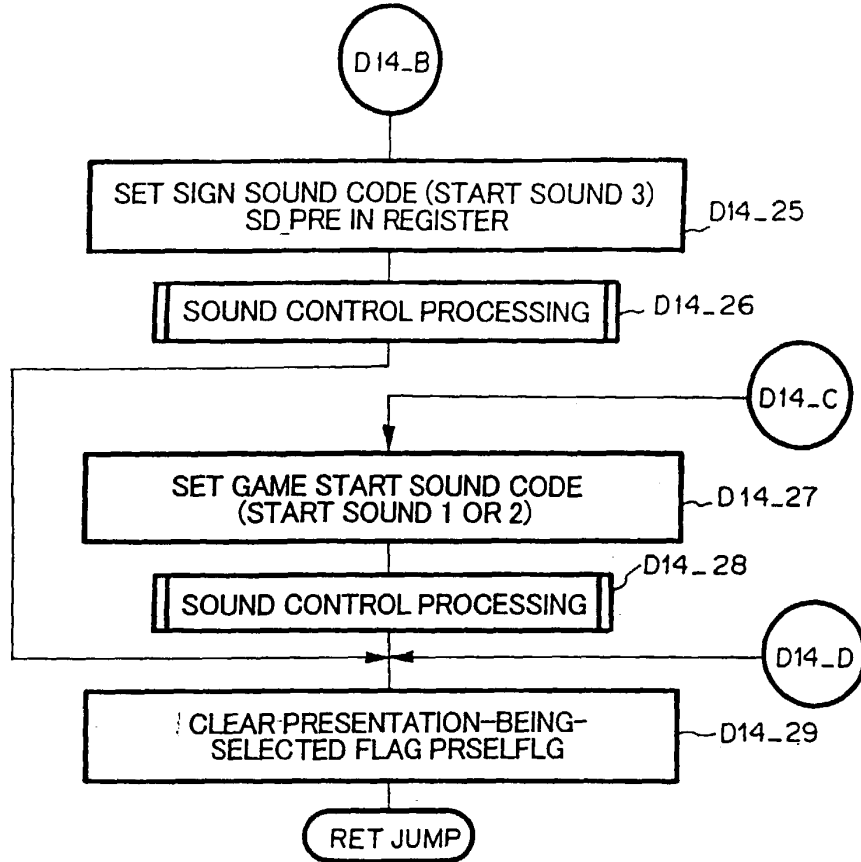 D14_B
SET SIGN SOUND CODE (START SOUND 3)
SD_PRE IN REGISTER
D14_25
SOUND CONTROL PROCESSING
D14_26
D14_C
SET GAME START SOUND CODE
(START SOUND 1 OR 2)
D14_27
D14_28
SOUND CONTROL PROCESSING
D14_D
CLEAR PRESENTATION-BEING-
SELECTED FLAG PRSELFLG
D14_29
RET JUMP